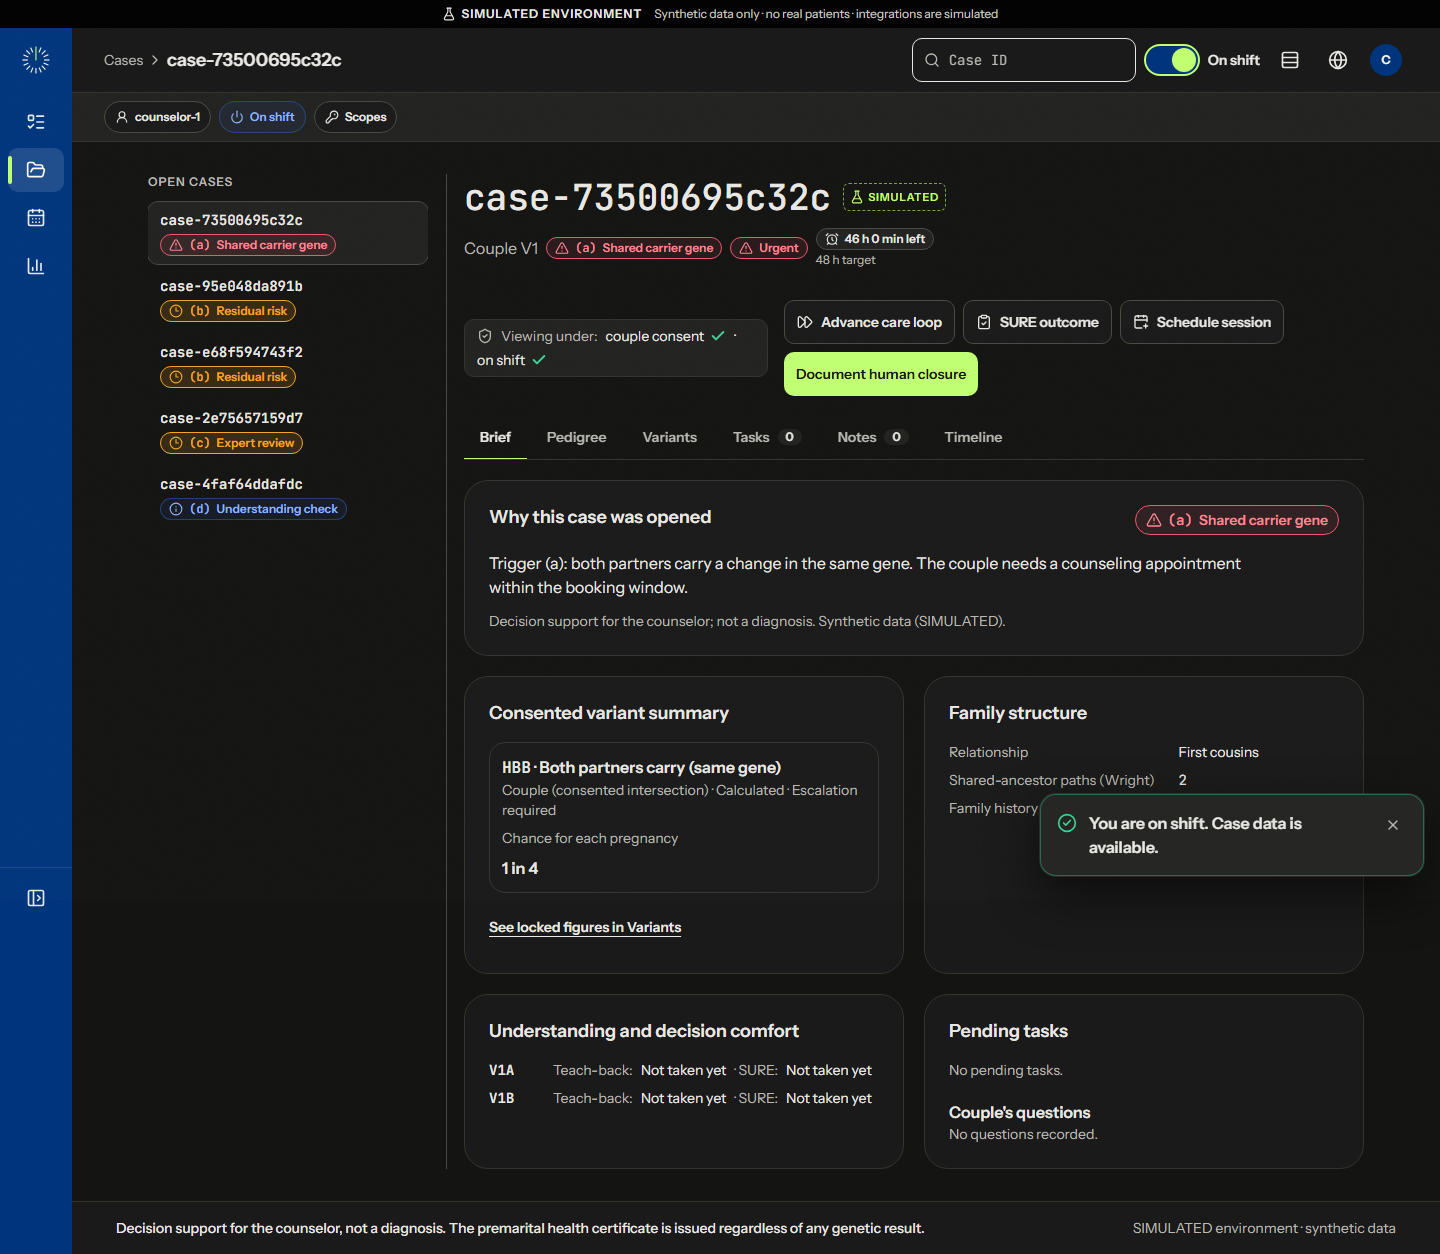 SIMULATED ENVIRONMENT Synthetic data only · no real patients · integrations are simulated
Cases > case-73500695c32c
Case ID
On shift
C
counselor-1
On shift
Scopes
OPEN CASES
case-73500695c32c
(a) Shared carrier gene
case-95e048da891b
(b) Residual risk
case-e68f594743f2
(b) Residual risk
case-2e75657159d7
(c) Expert review
case-4faf64ddafdc
(d) Understanding check
case-73500695c32c
SIMULATED
Couple V1
(a) Shared carrier gene
Urgent
46 h 0 min left
48 h target
Viewing under: couple consent ✓ ·
on shift ✓
Advance care loop
SURE outcome
Schedule session
Document human closure
Brief
Pedigree
Variants
Tasks 0
Notes 0
Timeline
Why this case was opened
(a) Shared carrier gene
Trigger (a): both partners carry a change in the same gene. The couple needs a counseling appointment
within the booking window.
Decision support for the counselor; not a diagnosis. Synthetic data (SIMULATED).
Consented variant summary
HBB · Both partners carry (same gene)
Couple (consented intersection) · Calculated · Escalation
required
Chance for each pregnancy
1 in 4
See locked figures in Variants
Family structure
Relationship First cousins
Shared-ancestor paths (Wright) 2
Family history
You are on shift. Case data is
available.
Understanding and decision comfort
V1A Teach-back: Not taken yet · SURE: Not taken yet
V1B Teach-back: Not taken yet · SURE: Not taken yet
Pending tasks
No pending tasks.
Couple's questions
No questions recorded.
Decision support for the counselor, not a diagnosis. The premarital health certificate is issued regardless of any genetic result.
SIMULATED environment · synthetic data